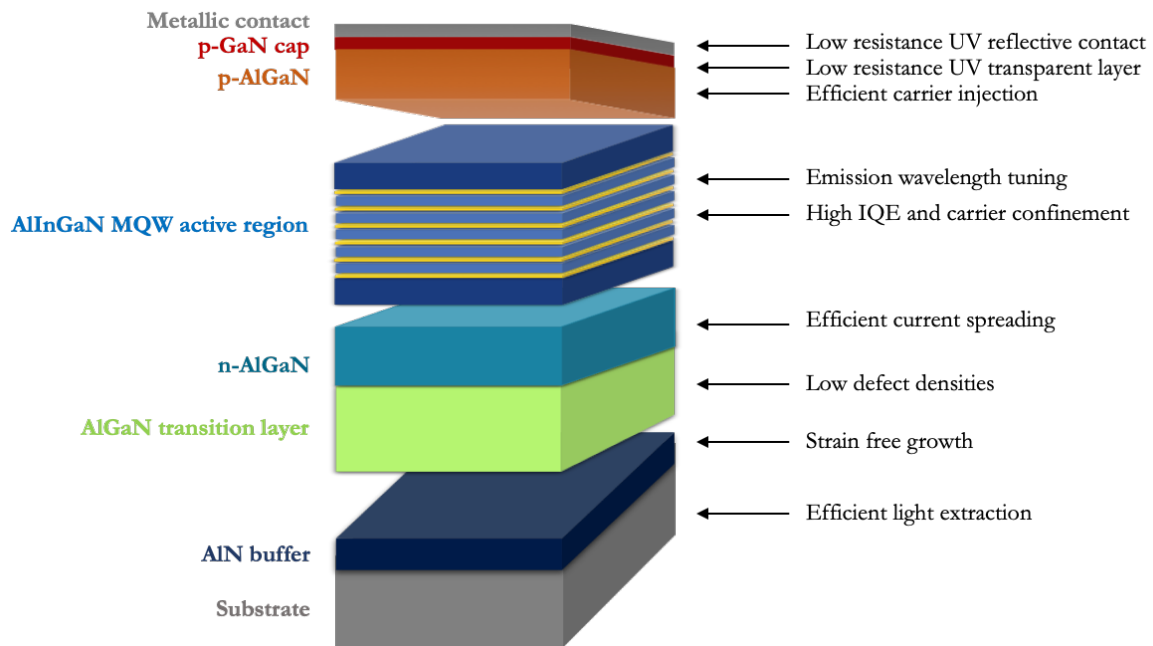 Metallic contact
p-GaN cap
p-AlGaN
AlInGaN MQW active region
n-AlGaN
AlGaN transition layer
AlN buffer
Substrate
Low resistance UV reflective contact
Low resistance UV transparent layer
Efficient carrier injection
Emission wavelength tuning
High IQE and carrier confinement
Efficient current spreading
Low defect densities
Strain free growth
Efficient light extraction